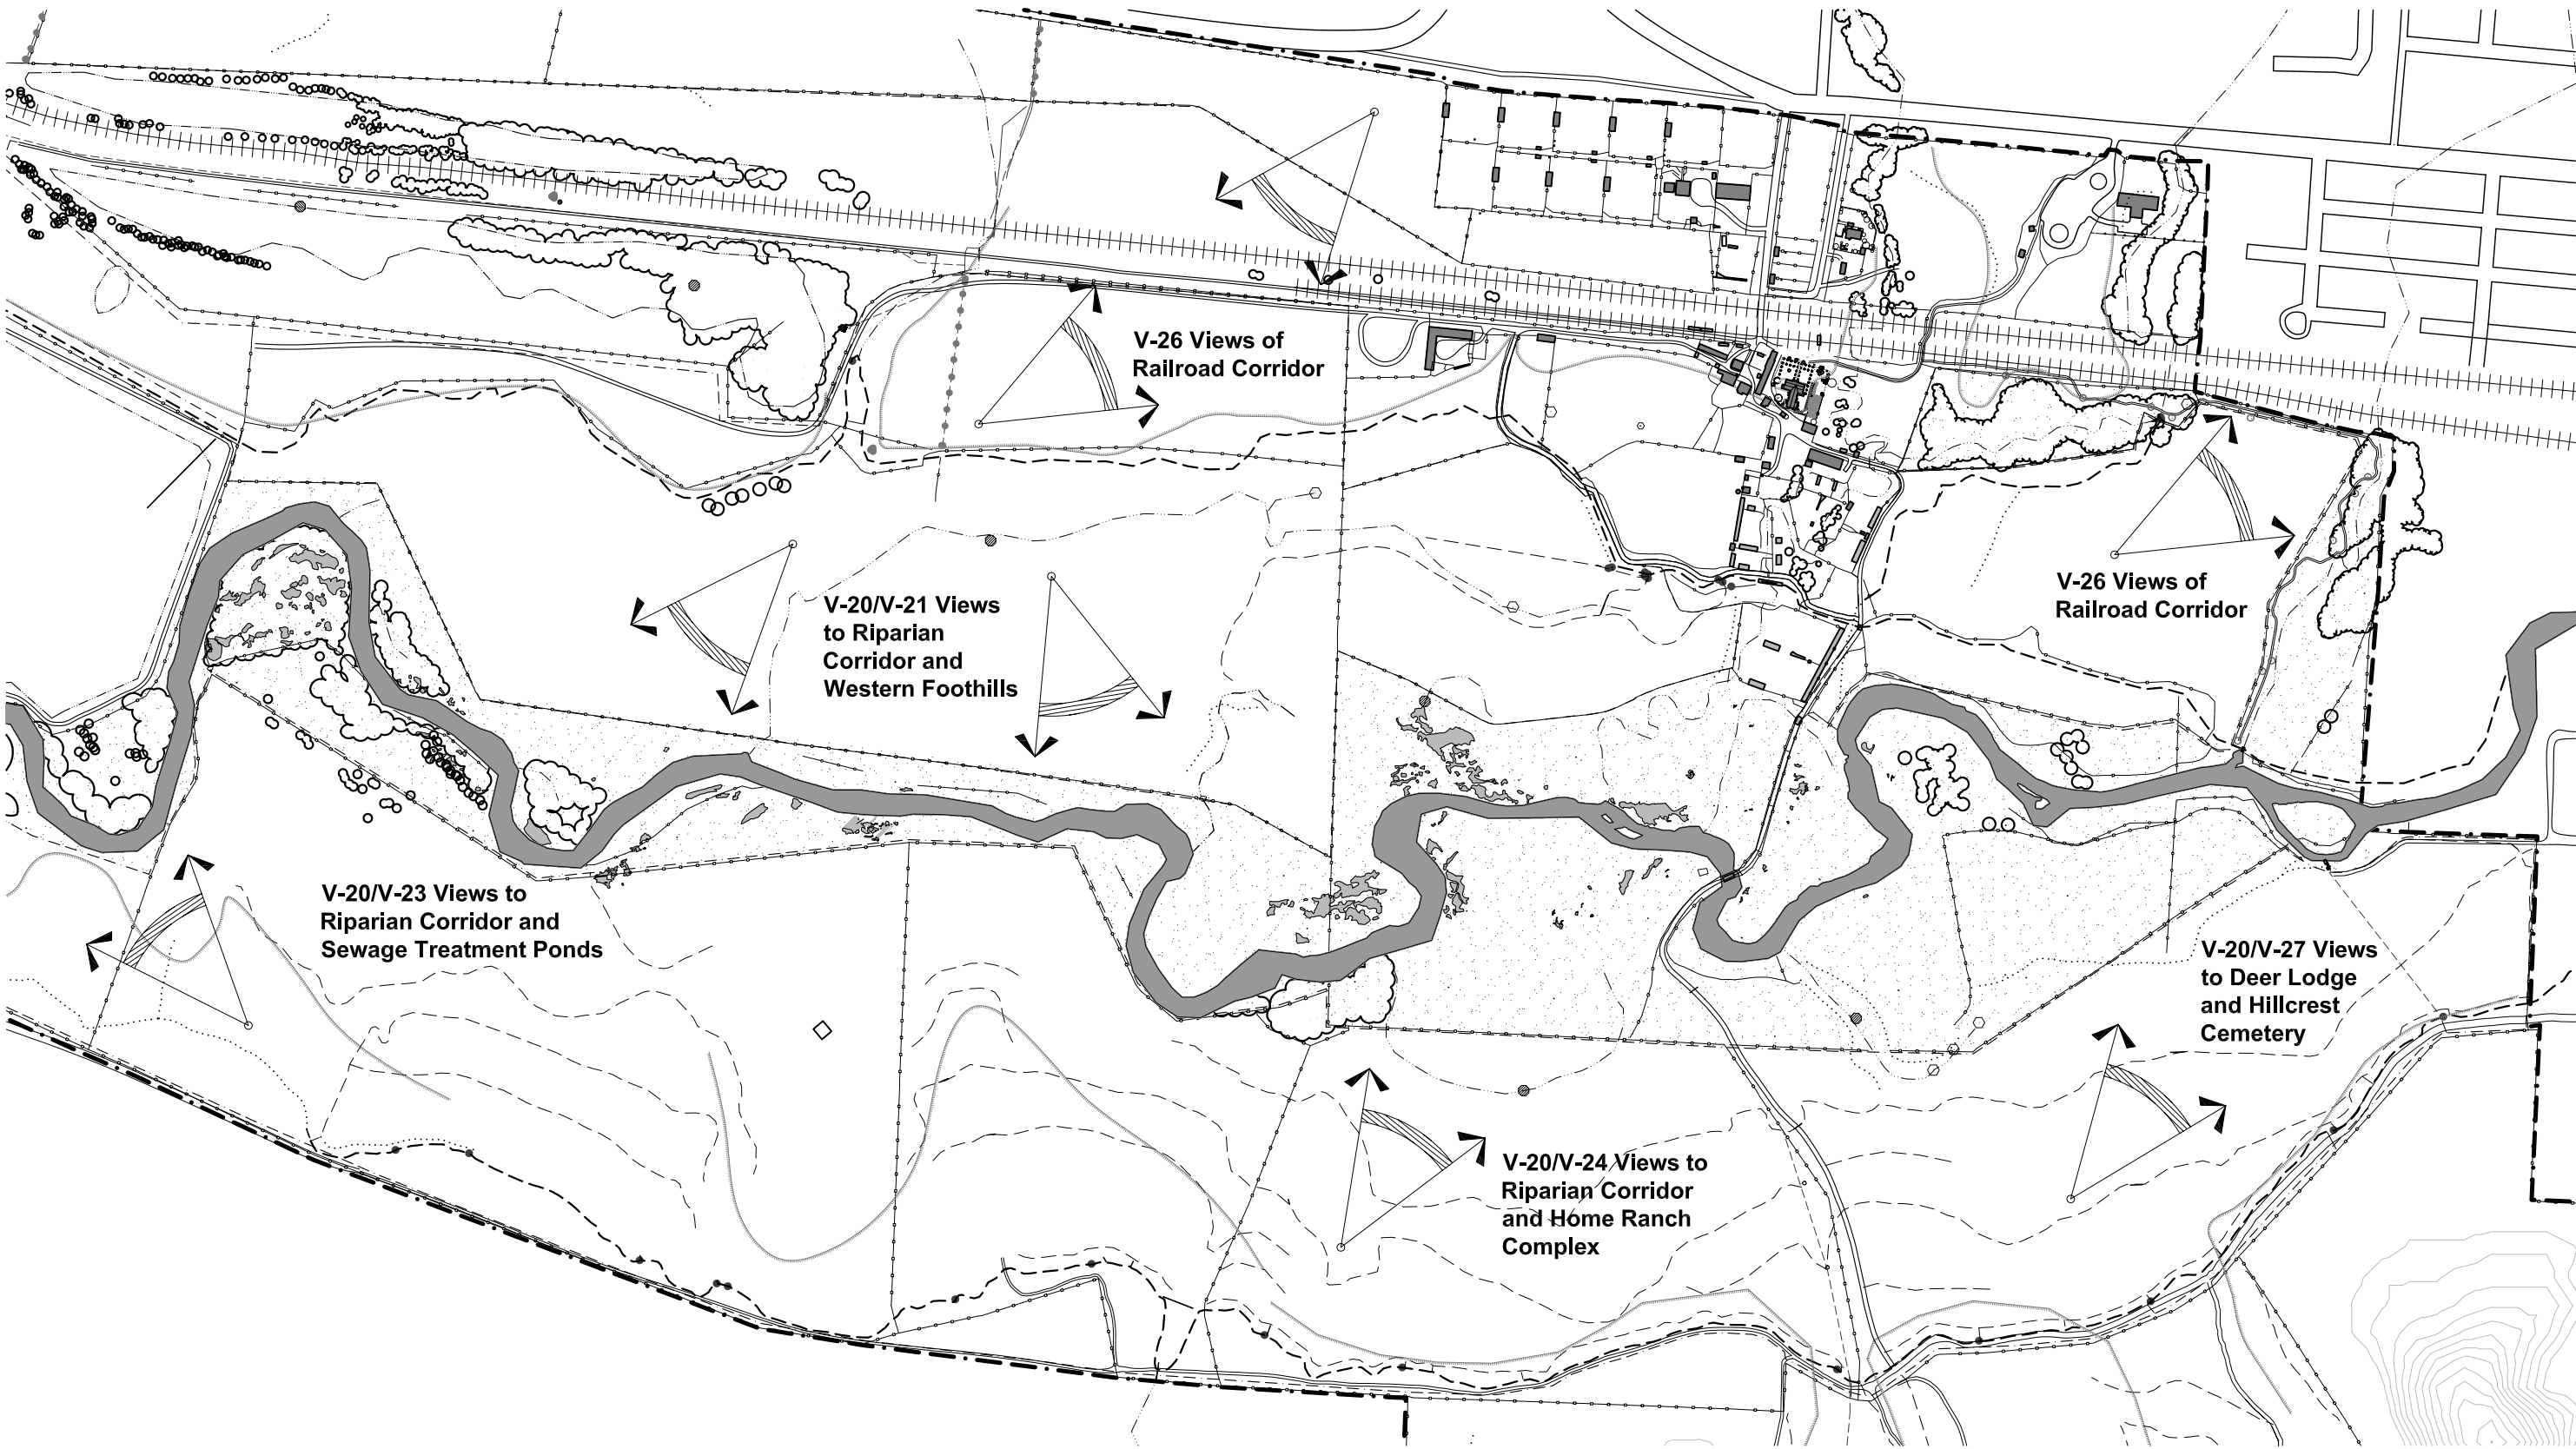 V-26 Views of
Railroad Corridor
V-26 Views of
Railroad Corridor
V-20/V-21 Views
to Riparian
Corridor and
Western Foothills
V-20/V-23 Views to
Riparian Corridor and
Sewage Treatment Ponds
V-20/V-27 Views
to Deer Lodge
and Hillcrest
Cemetery
V-20/V-24 Views to
Riparian Corridor
and Home Ranch
Complex